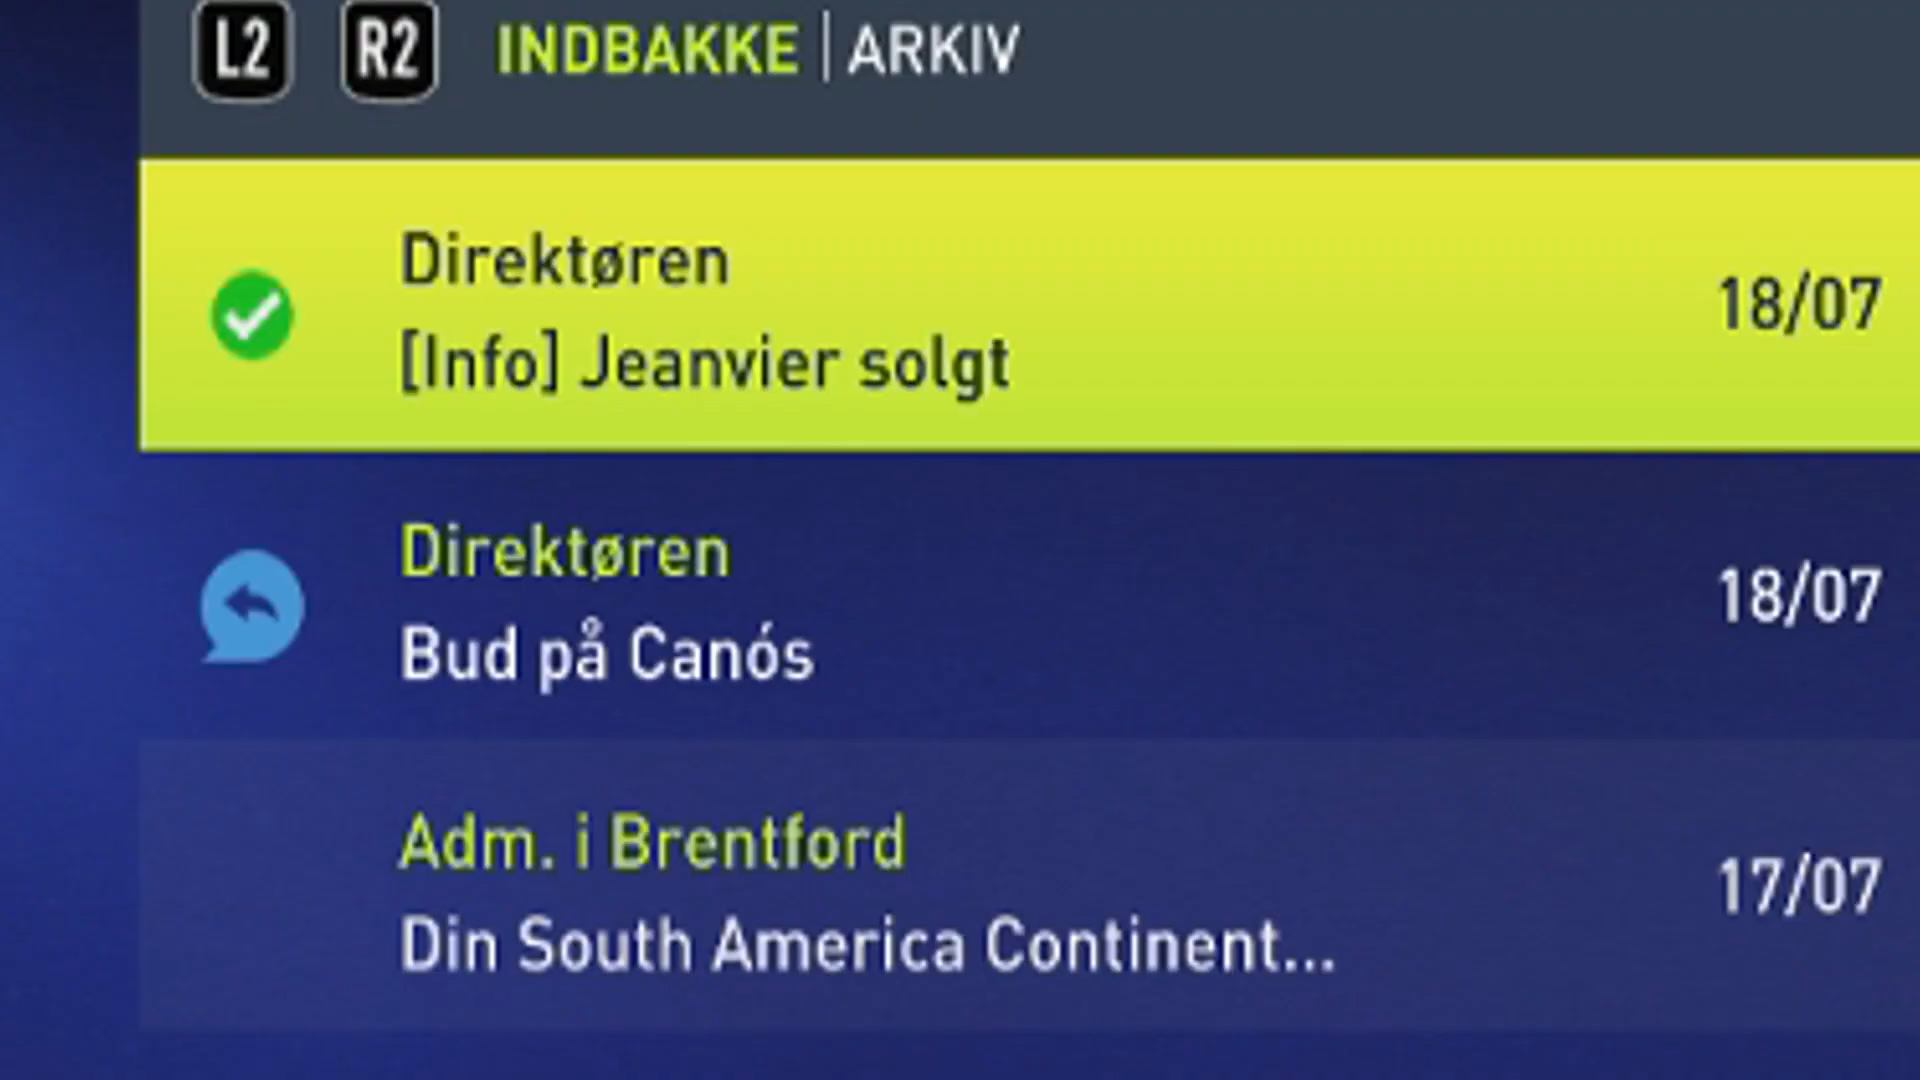 L2 R2 INDBAKKE | ARKIV
Direktøren
18/07
[Info] Jeanvier solgt
Direktøren
18/07
Bud på Canós
Adm. i Brentford
17/07
Din South America Continent...